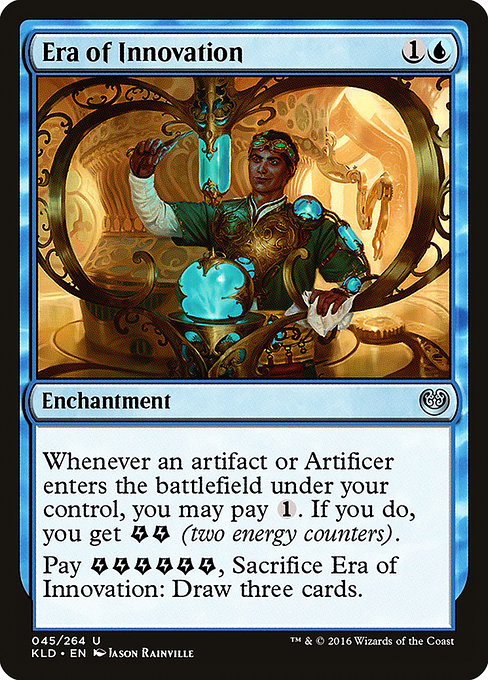 Era of Innovation 1
Enchantment
Whenever an artifact or Artificer
enters the battlefield under your
control, you may pay 1. If you do,
you get (two energy counters).
Pay , Sacrifice Era of
Innovation: Draw three cards.
045/264 U
KLD • EN Jason Rainville
™ & © 2016 Wizards of the Coast